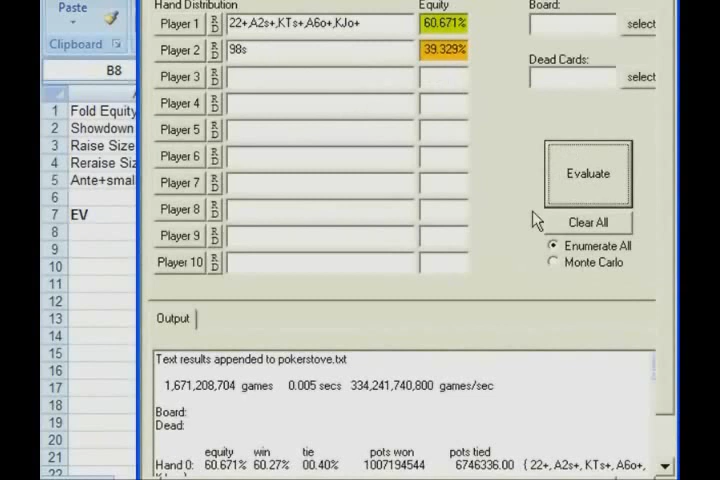 Hand Distribution Equity Board:
Paste
Player 1 R D 22+,A2s+,KTs+,A6o+,KJo+ 60.671% select
Clipboard
Player 2 R D 98s 39.329%
Dead Cards:
B8
Player 3 R D select
Player 4 R D
1 Fold Equity
2 Showdown Player 5 R D
3 Raise Size
4 Reraise Siz Player 6 R D
5 Ante+smal Player 7 R D
Evaluate
6
7 EV Player 8 R D
Clear All
8
9 Player 9 R D
Enumerate All
10 Player 10 R D
Monte Carlo
11
12
13
Output
14
15
Text results appended to pokerstove.txt
16
17
1,671,208,704 games 0.005 secs 334,241,740,800 games/sec
18
19
Board:
Dead:
20
21
equity win tie pots won pots tied
22
Hand 0: 60.671% 60.27% 00.40% 1007194544 6746336.00 { 22+, A2s+, KTs+, A6o+,